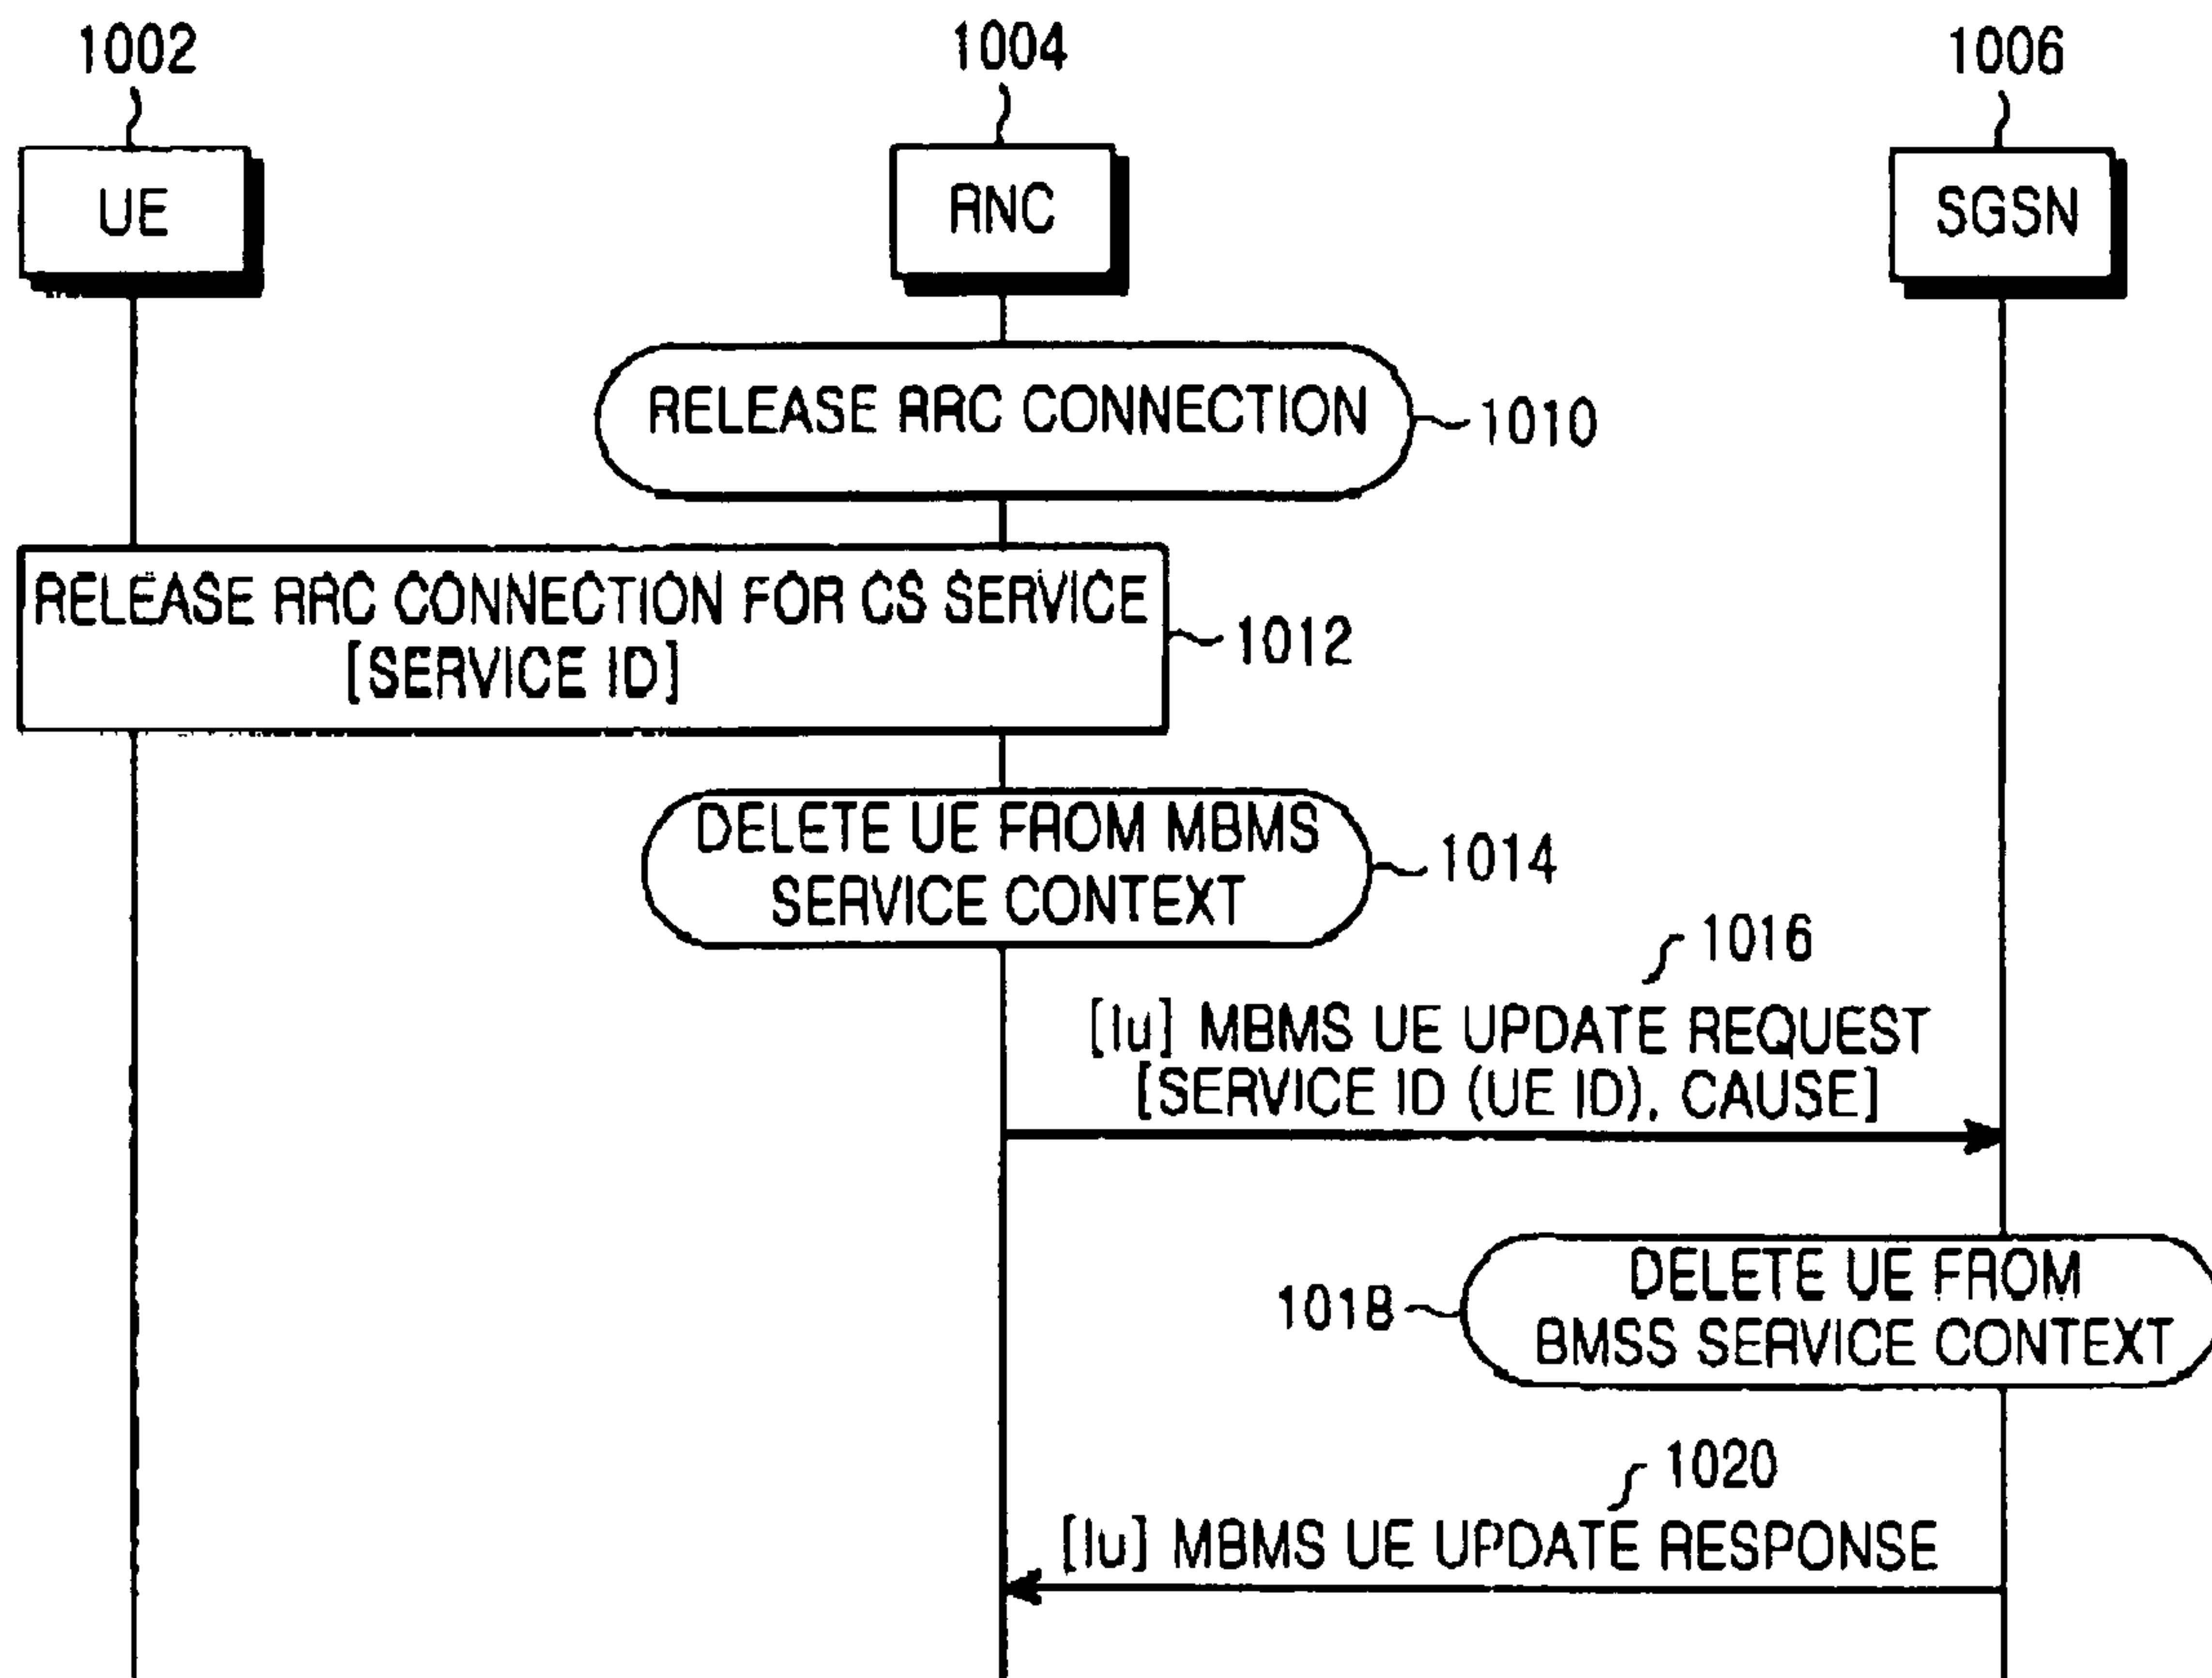 1002
1004
1006
UE
RNC
SGSN
RELEASE RRC CONNECTION
1010
RELEASE RRC CONNECTION FOR CS SERVICE
[SERVICE ID]
1012
DELETE UE FROM MBMS
SERVICE CONTEXT
1014
1016
[Iu] MBMS UE UPDATE REQUEST
[SERVICE ID (UE ID), CAUSE]
1018
DELETE UE FROM
BMSS SERVICE CONTEXT
1020
[Iu] MBMS UE UPDATE RESPONSE